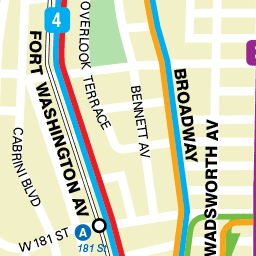 4
FORT WASHINGTON AV
OVERLOOK TERRACE
BENNETT AV
BROADWAY
WADSWORTH AV
CABRINI BLVD
W 181 ST
A
181 St